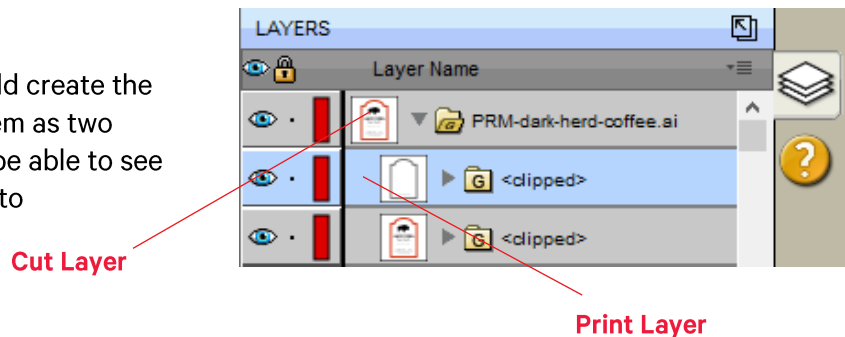 LAYERS
Layer Name
ld create the
PRM-dark-herd-coffee.ai
em as two
be able to see
G <clipped>
to
G <clipped>
Cut Layer
Print Layer